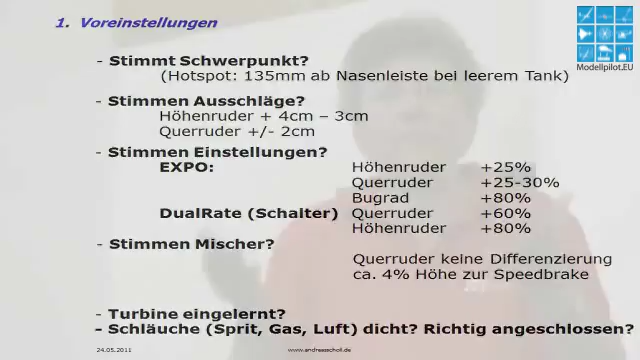 1. Voreinstellungen
Modellpilot.EU
- Stimmt Schwerpunkt?
(Hotspot: 135mm ab Nasenleiste bei leerem Tank)
- Stimmen Ausschläge?
Höhenruder + 4cm – 3cm
Querruder +/- 2cm
- Stimmen Einstellungen?
EXPO: Höhenruder +25%
Querruder +25-30%
Bugrad +80%
DualRate (Schalter) Querruder +60%
Höhenruder +80%
- Stimmen Mischer?
Querruder keine Differenzierung
ca. 4% Höhe zur Speedbrake
- Turbine eingelernt?
- Schläuche (Sprit, Gas, Luft) dicht? Richtig angeschlossen?
24.05.2011 www.andreasscholl.de